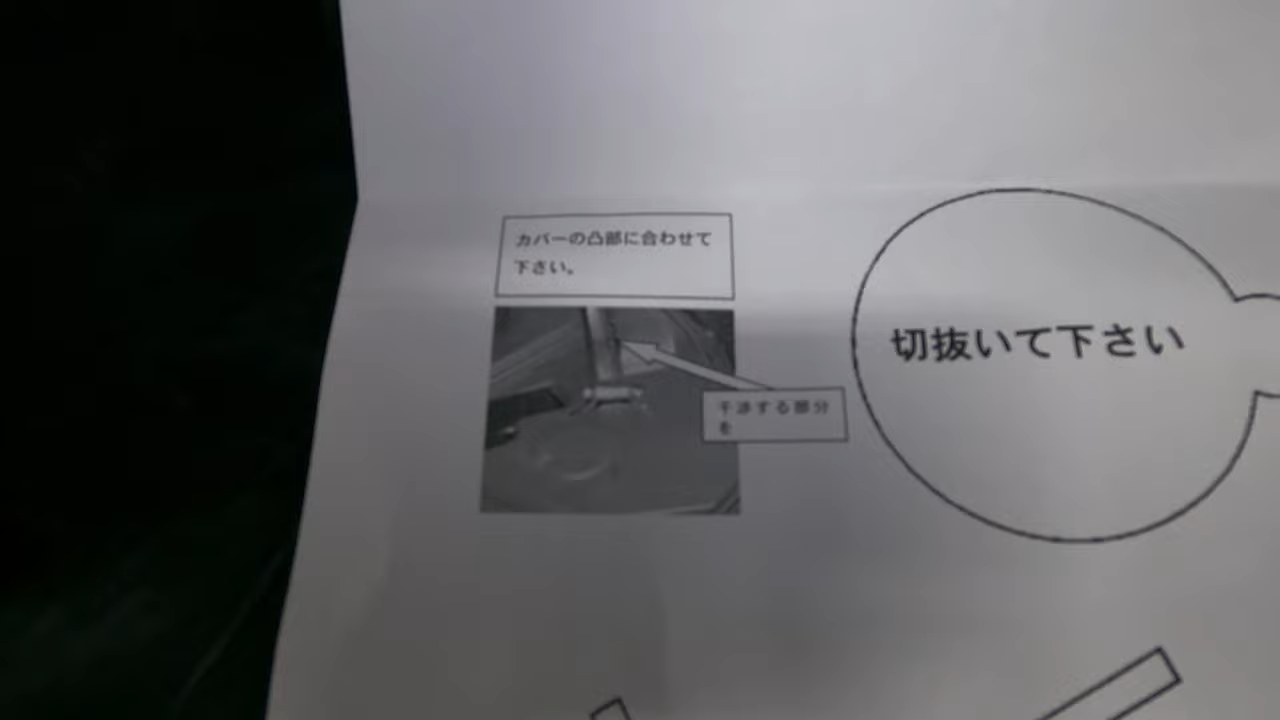 カバーの凸部に合わせて
下さい。
切抜いて下さい
干渉する部分
を